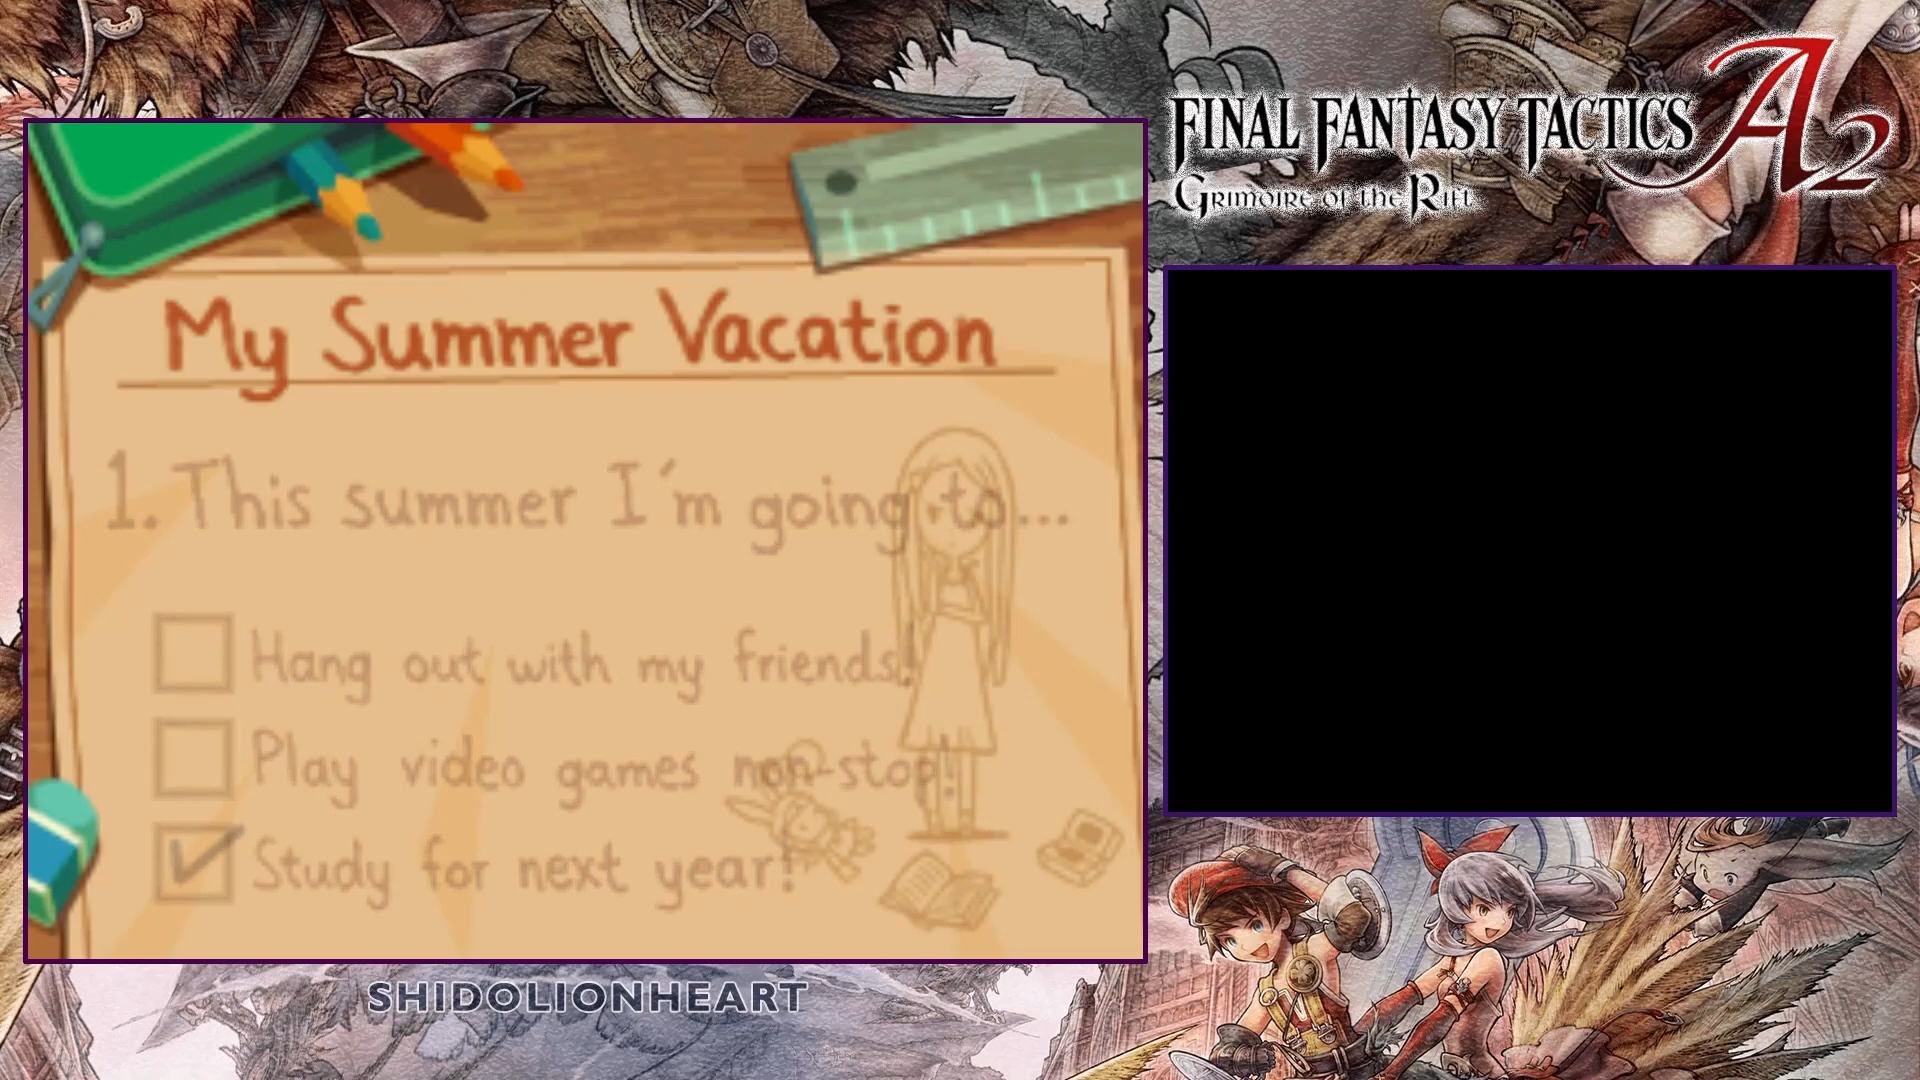 FINAL FANTASY TACTICS A2
GRIMOIRE OF THE RIFT
My Summer Vacation
1. This summer I'm going to...
Hang out with my friends!
Play video games non-stop!
Study for next year!
SHIDOLIONHEART